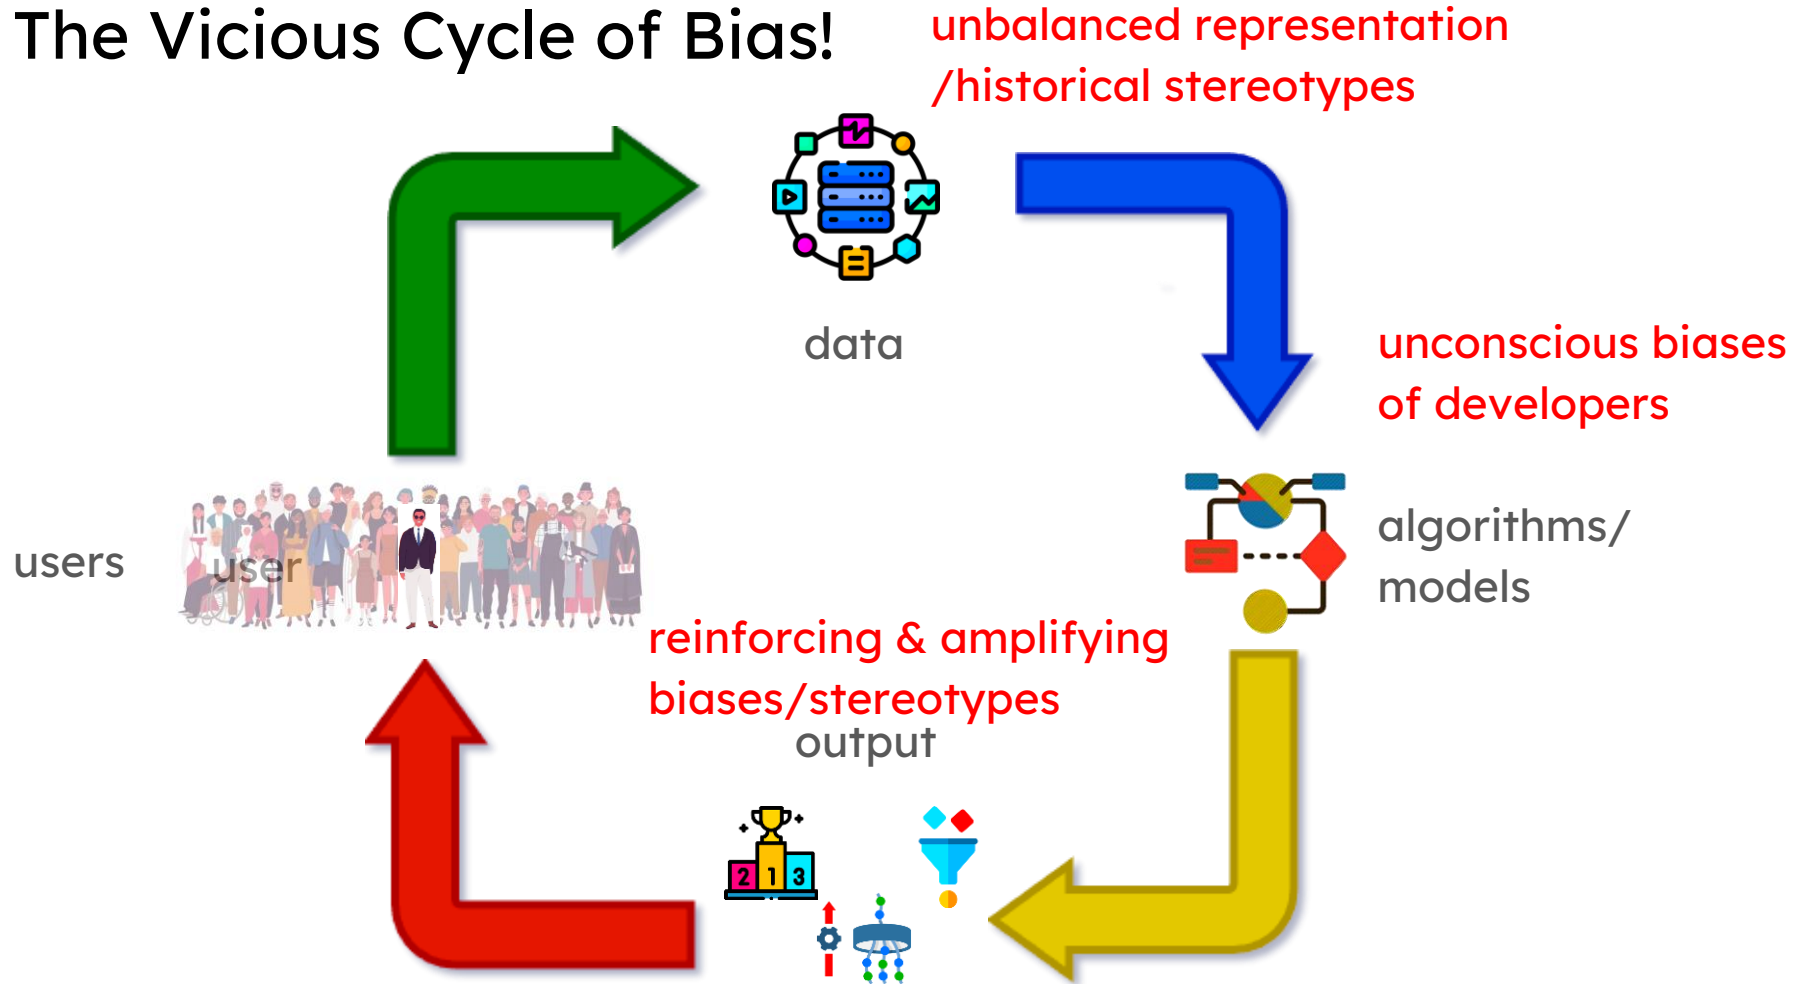 The Vicious Cycle of Bias!
unbalanced representation
/historical stereotypes
data
unconscious biases
of developers
algorithms/
models
users
user
reinforcing & amplifying
biases/stereotypes
output
2 1 3